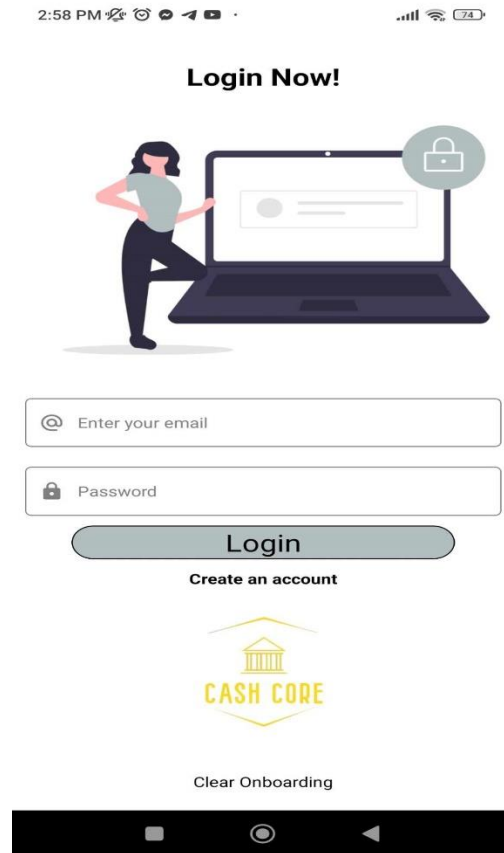 2:58 PM
74
Login Now!
Enter your email
Password
Login
Create an account
CASH CORE
Clear Onboarding